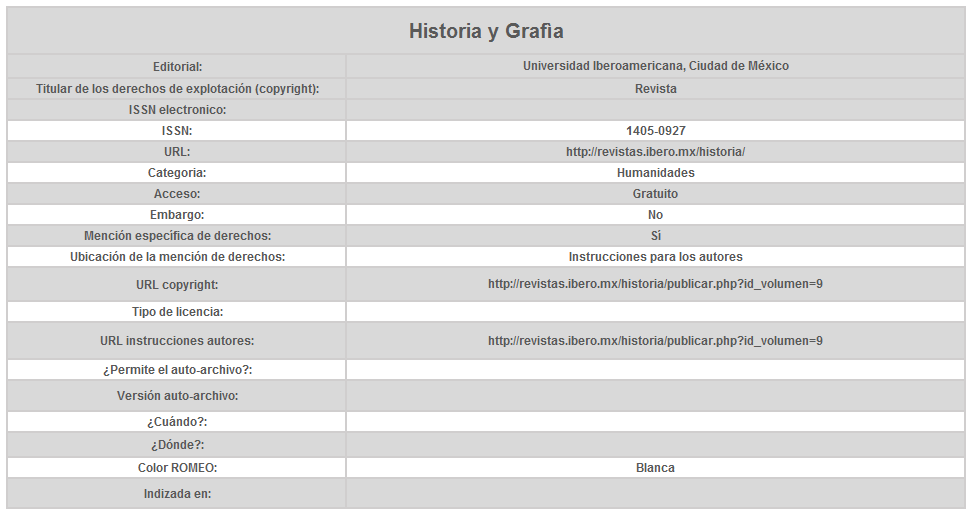 Historia y Grafìa
Editorial: Universidad Iberoamericana, Ciudad de México
Titular de los derechos de explotación (copyright): Revista
ISSN electronico:
ISSN: 1405-0927
URL: http://revistas.ibero.mx/historia/
Categoria: Humanidades
Acceso: Gratuito
Embargo: No
Mención específica de derechos: Sí
Ubicación de la mención de derechos: Instrucciones para los autores
URL copyright: http://revistas.ibero.mx/historia/publicar.php?id_volumen=9
Tipo de licencia:
URL instrucciones autores: http://revistas.ibero.mx/historia/publicar.php?id_volumen=9
¿Permite el auto-archivo?:
Versión auto-archivo:
¿Cuándo?:
¿Dónde?:
Color ROMEO: Blanca
Indizada en: